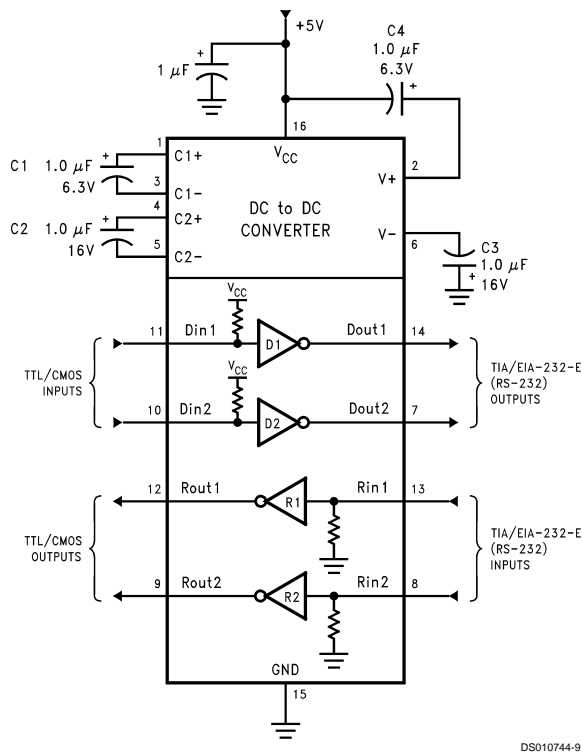 +5V
C4
1.0 μF
6.3V
+
1 μF
+
16
VCC
1
C1+
C1 1.0 μF
6.3V
+
3
C1-
4
C2+
C2 1.0 μF
16V
+
5
C2-
DC to DC
CONVERTER
2
V+
V-
6
C3
1.0 μF
+
16V
VCC
11
Din1
D1
Dout1
14
VCC
10
Din2
D2
Dout2
7
TTL/CMOS
INPUTS
TIA/EIA-232-E
(RS-232)
OUTPUTS
12
Rout1
R1
Rin1
13
9
Rout2
R2
Rin2
8
TTL/CMOS
OUTPUTS
TIA/EIA-232-E
(RS-232)
INPUTS
GND
15
DS010744-9